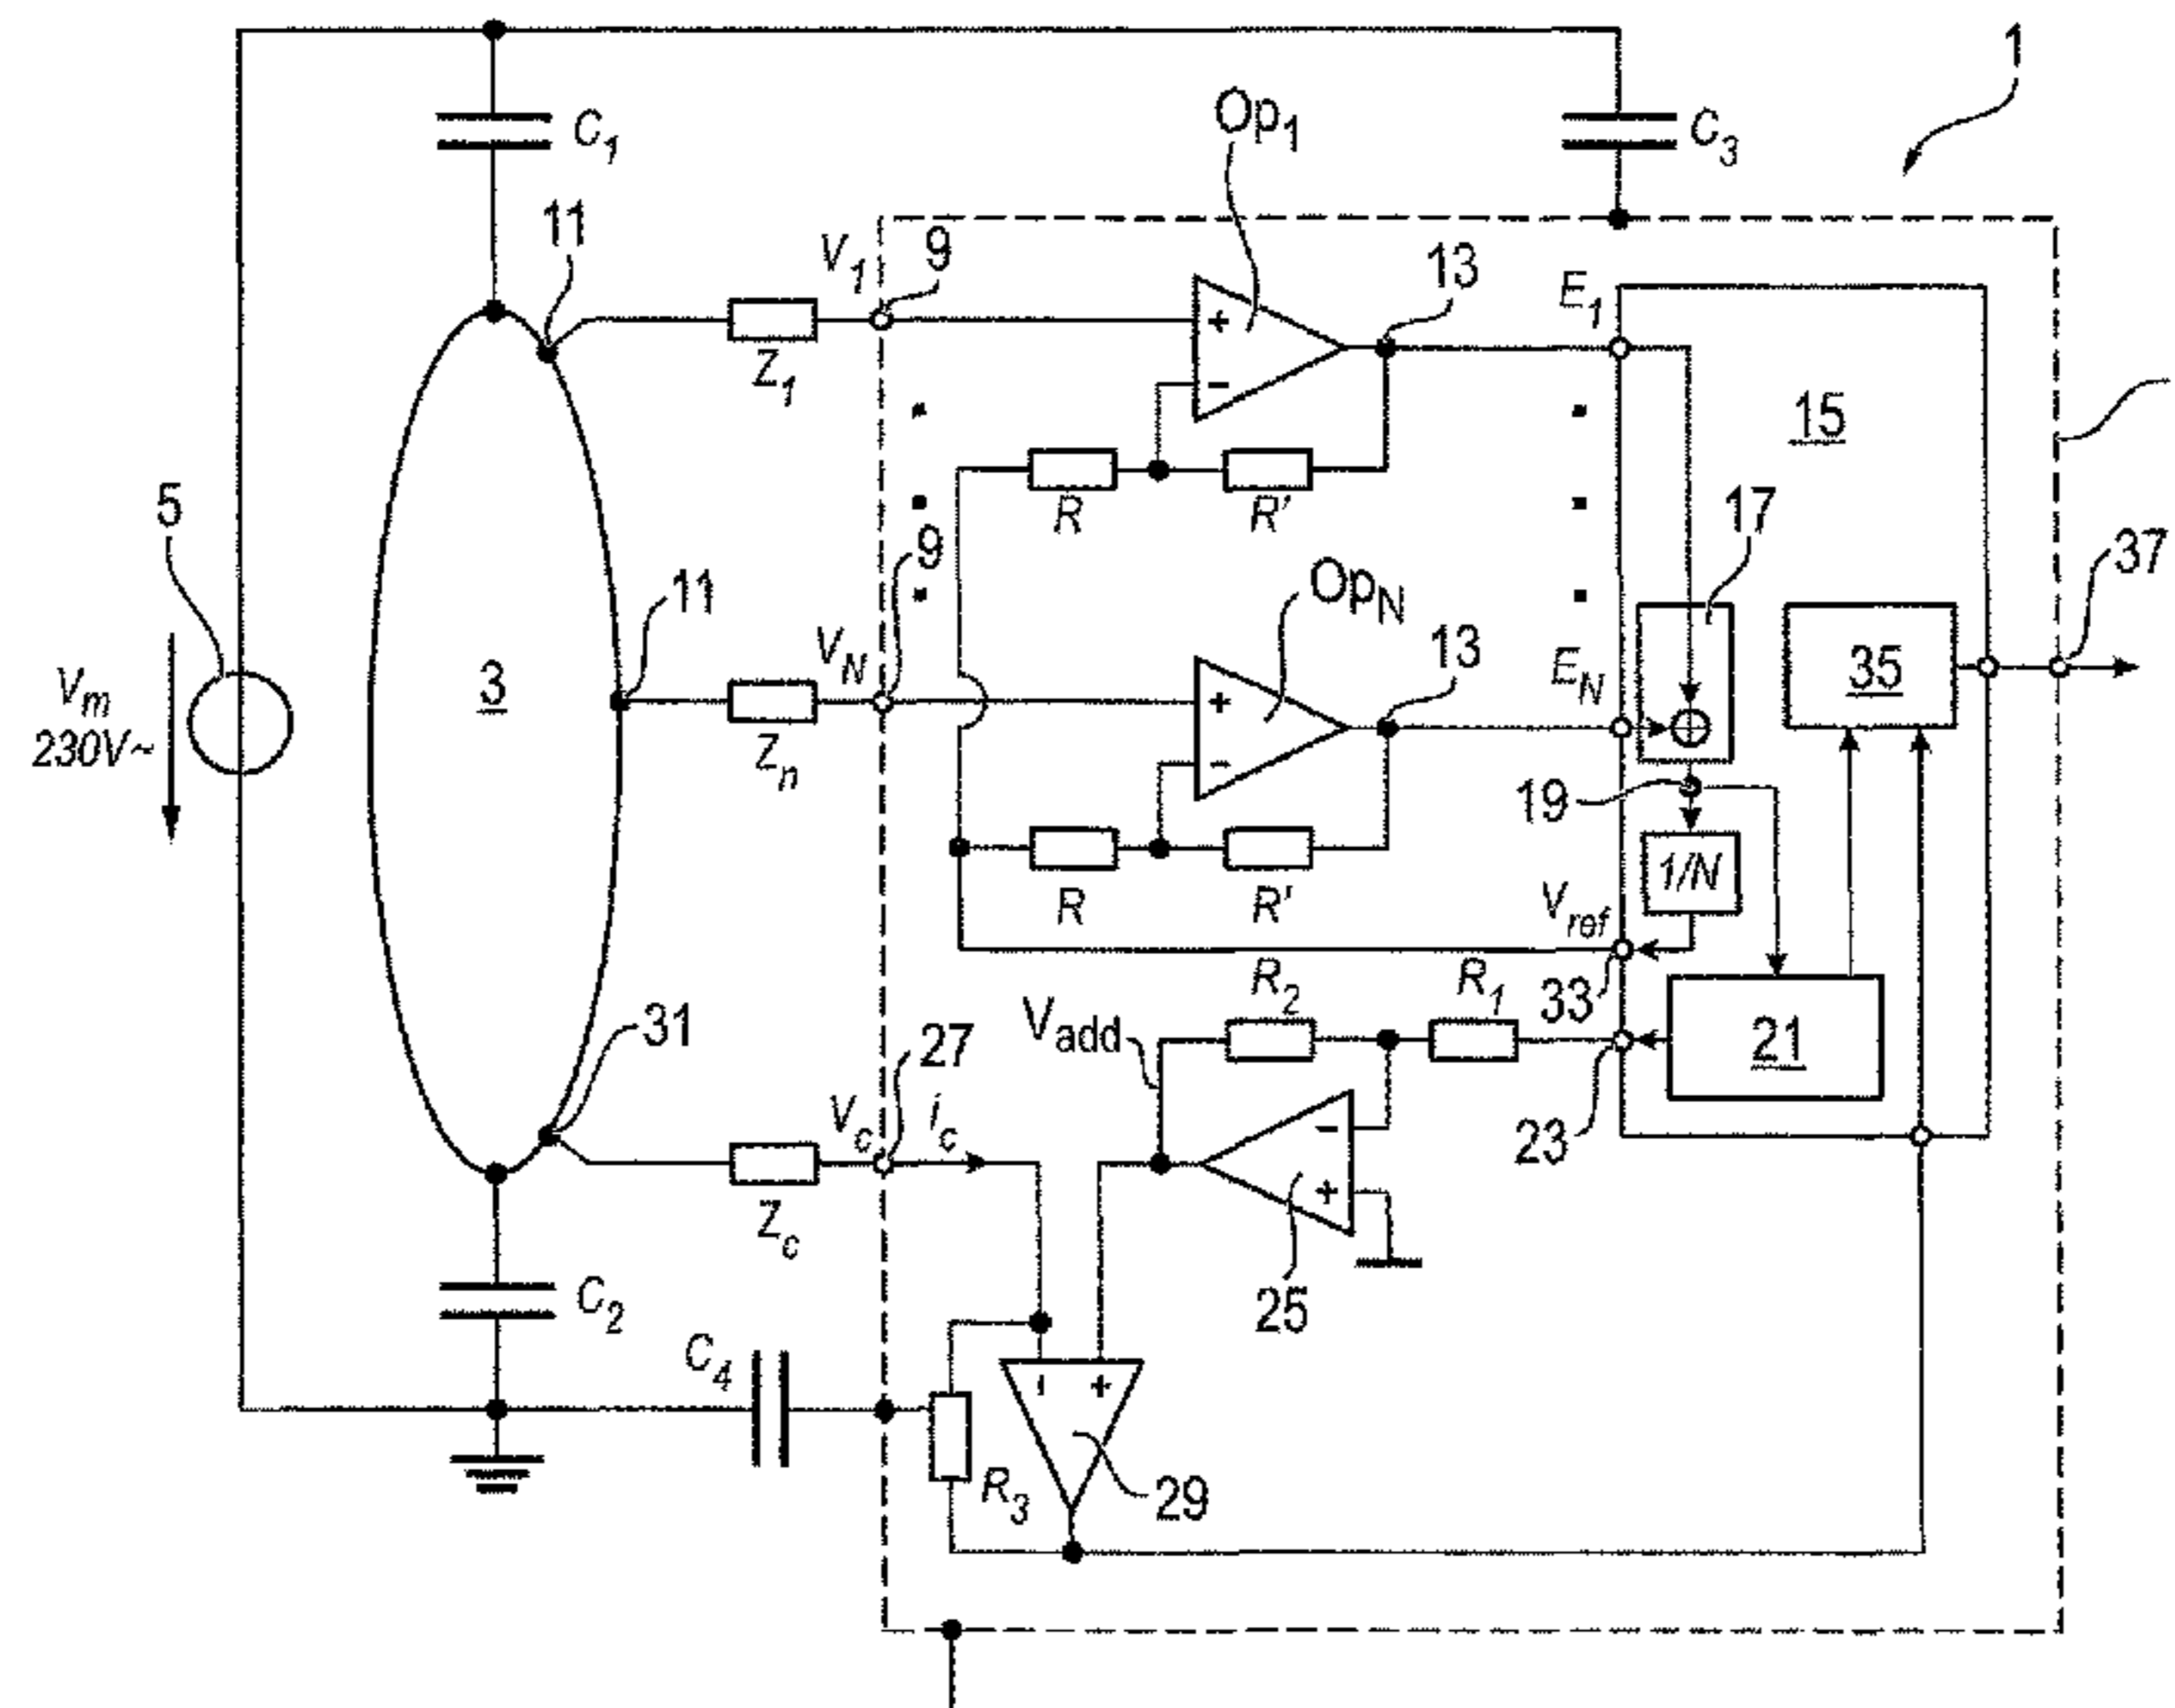 1
C1
Op1
C3
11
V1
9
13
E1
Z1
15
R
R'
5
9
17
37
11
OpN
VN
13
EN
35
3
Vm
230V~
Zn
19
1/N
R
R'
Vref
33
R2
R1
Vadd
21
31
27
Vc
ic
23
Zc
25
C2
C4
R3
29